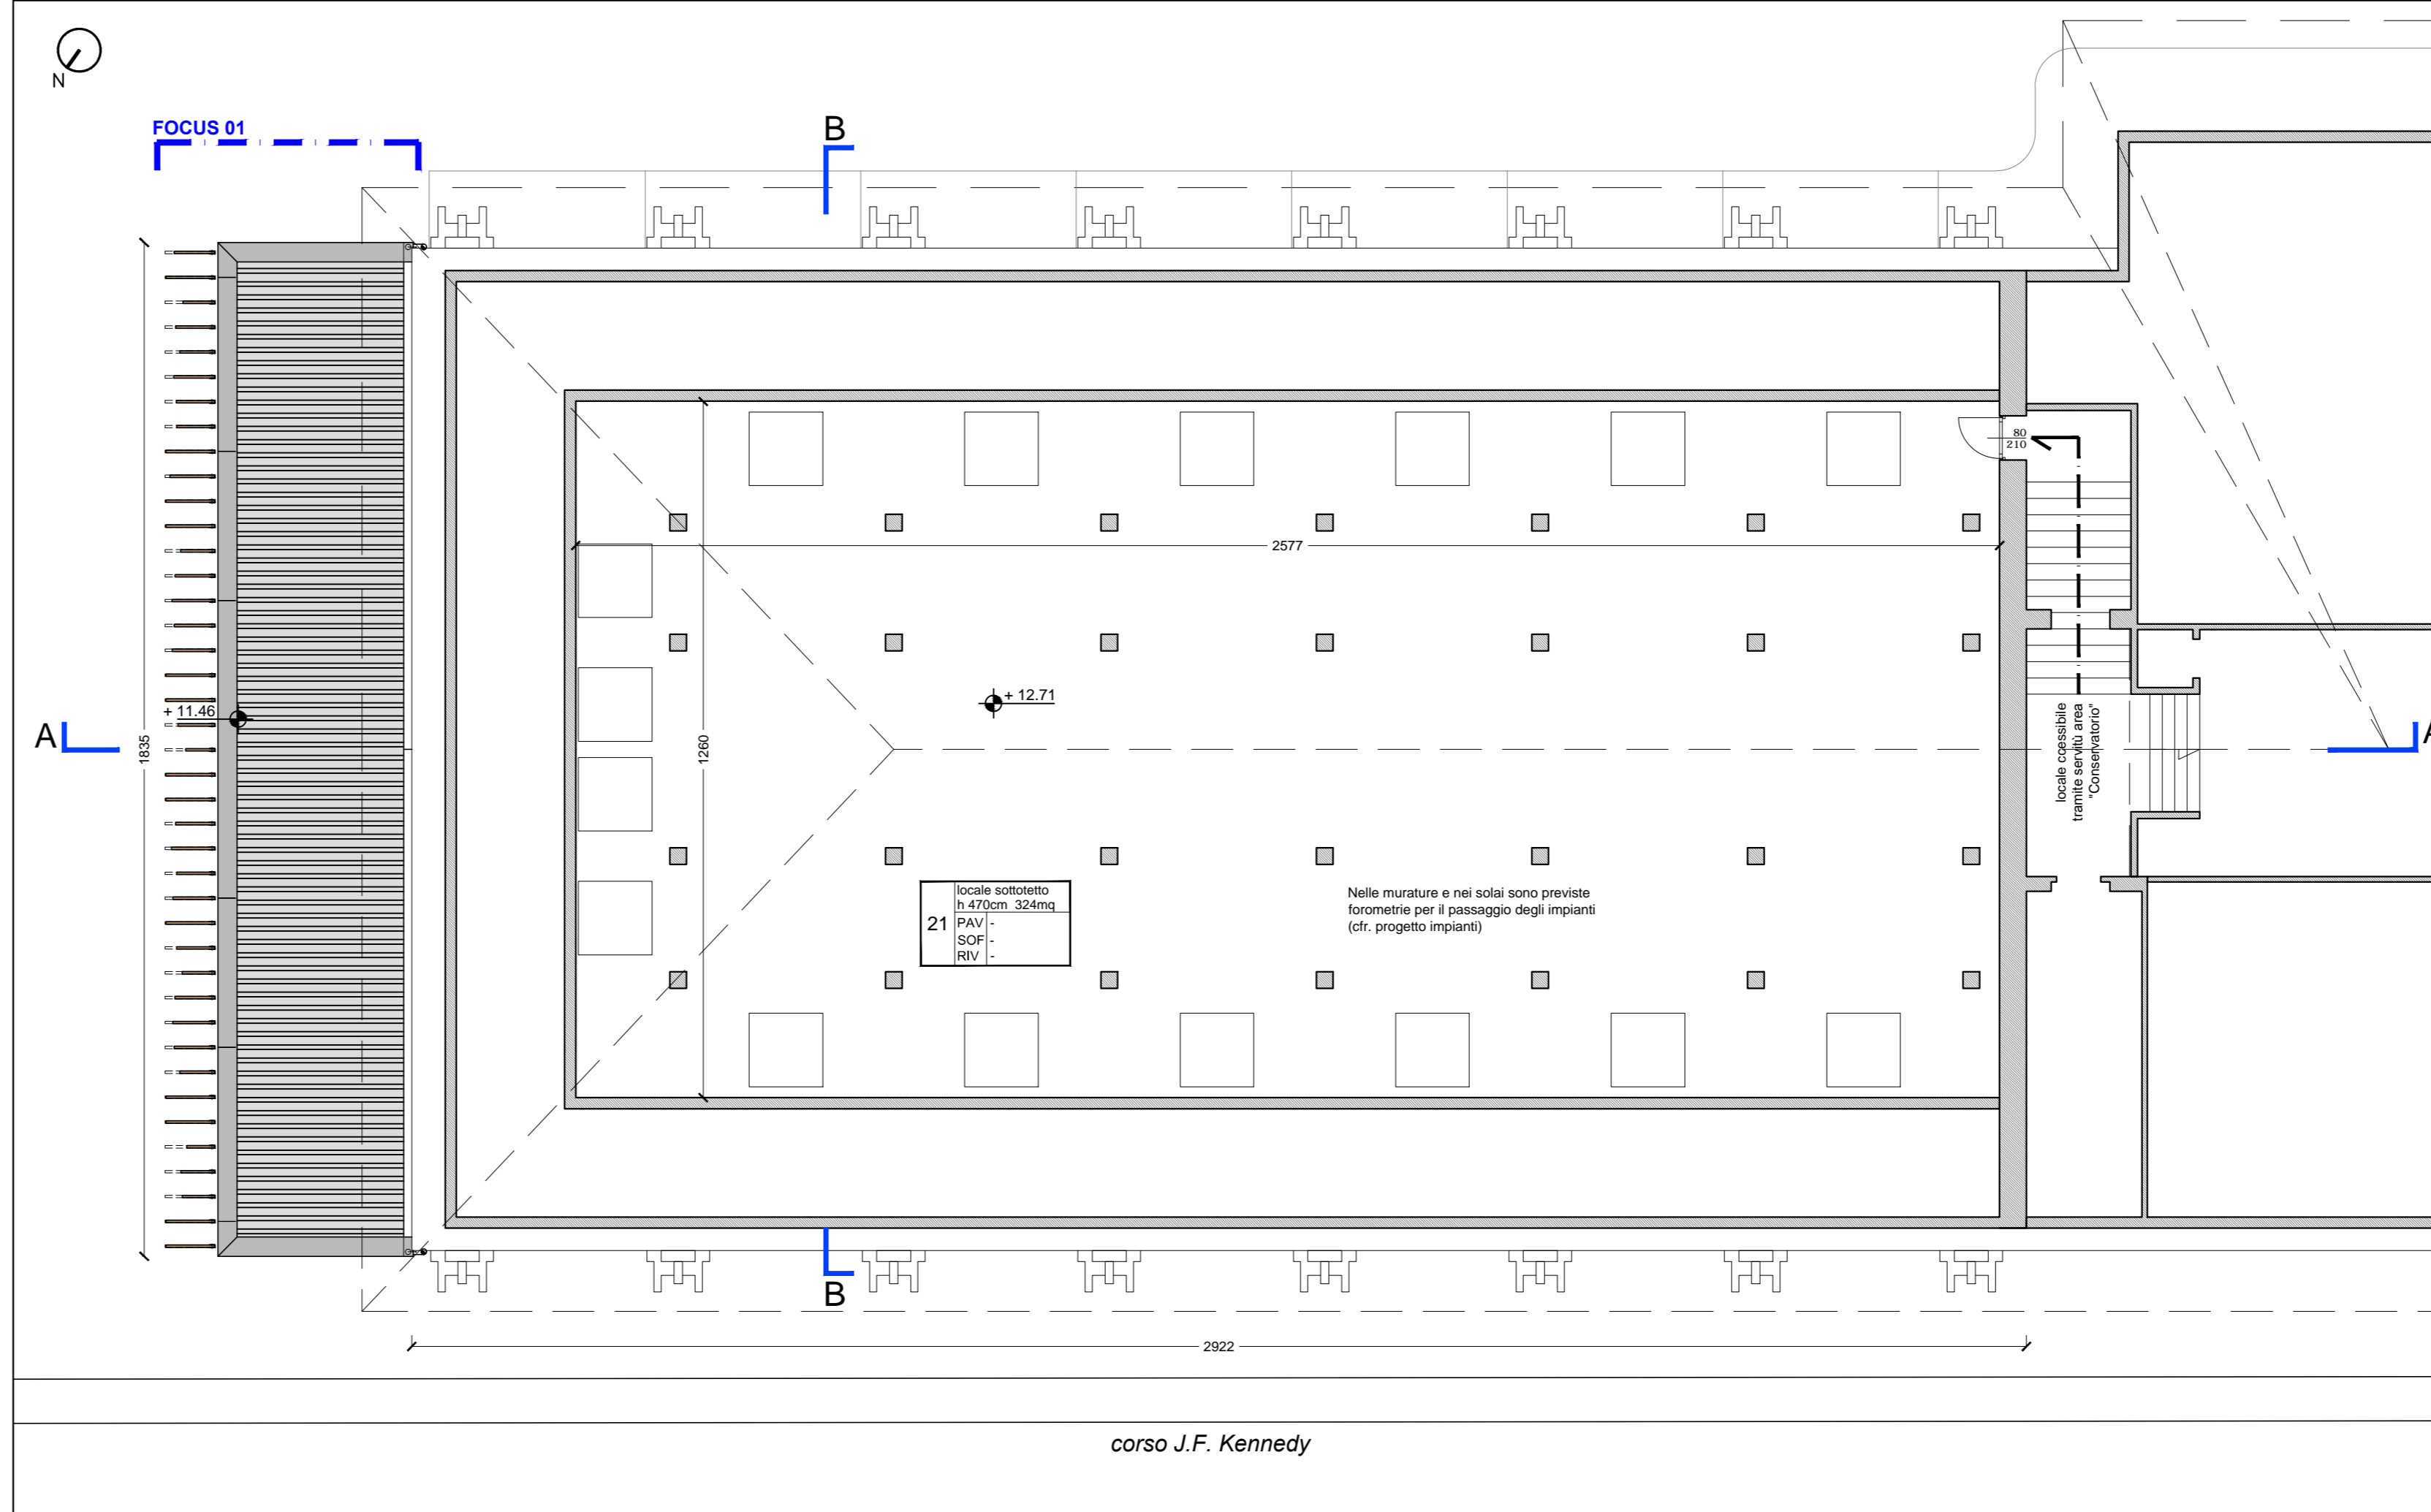 N
FOCUS 01
B
80
210
2577
+ 12.71
+ 11.46
A
A
1835
1260
locale ccessibile
tramite servitù area
"Conservatorio"
locale sottotetto
h 470cm 324mq
21
PAV -
SOF -
RIV -
Nelle murature e nei solai sono previste
forometrie per il passaggio degli impianti
(cfr. progetto impianti)
B
2922
corso J.F. Kennedy